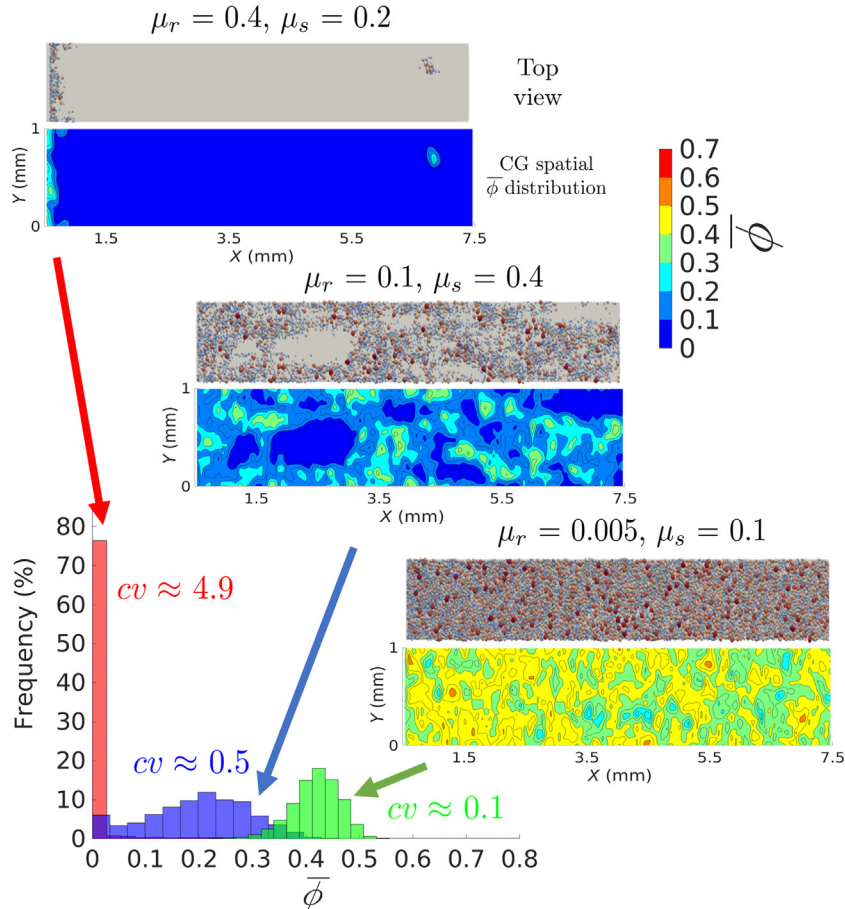 μr = 0.4, μs = 0.2
Top
view
1
Y (mm)
0
1.5 3.5 5.5 7.5
X (mm)
CG spatial
φ̅ distribution
0.7
0.6
0.5
0.4
0.3
0.2
0.1
0
φ̅
μr = 0.1, μs = 0.4
1
Y (mm)
0
1.5 3.5 5.5 7.5
X (mm)
μr = 0.005, μs = 0.1
1
Y (mm)
0
1.5 3.5 5.5 7.5
X (mm)
80
70
60
50
40
30
20
10
0
Frequency (%)
cv ≈ 4.9
cv ≈ 0.5
cv ≈ 0.1
0 0.1 0.2 0.3 0.4 0.5 0.6 0.7 0.8
φ̅